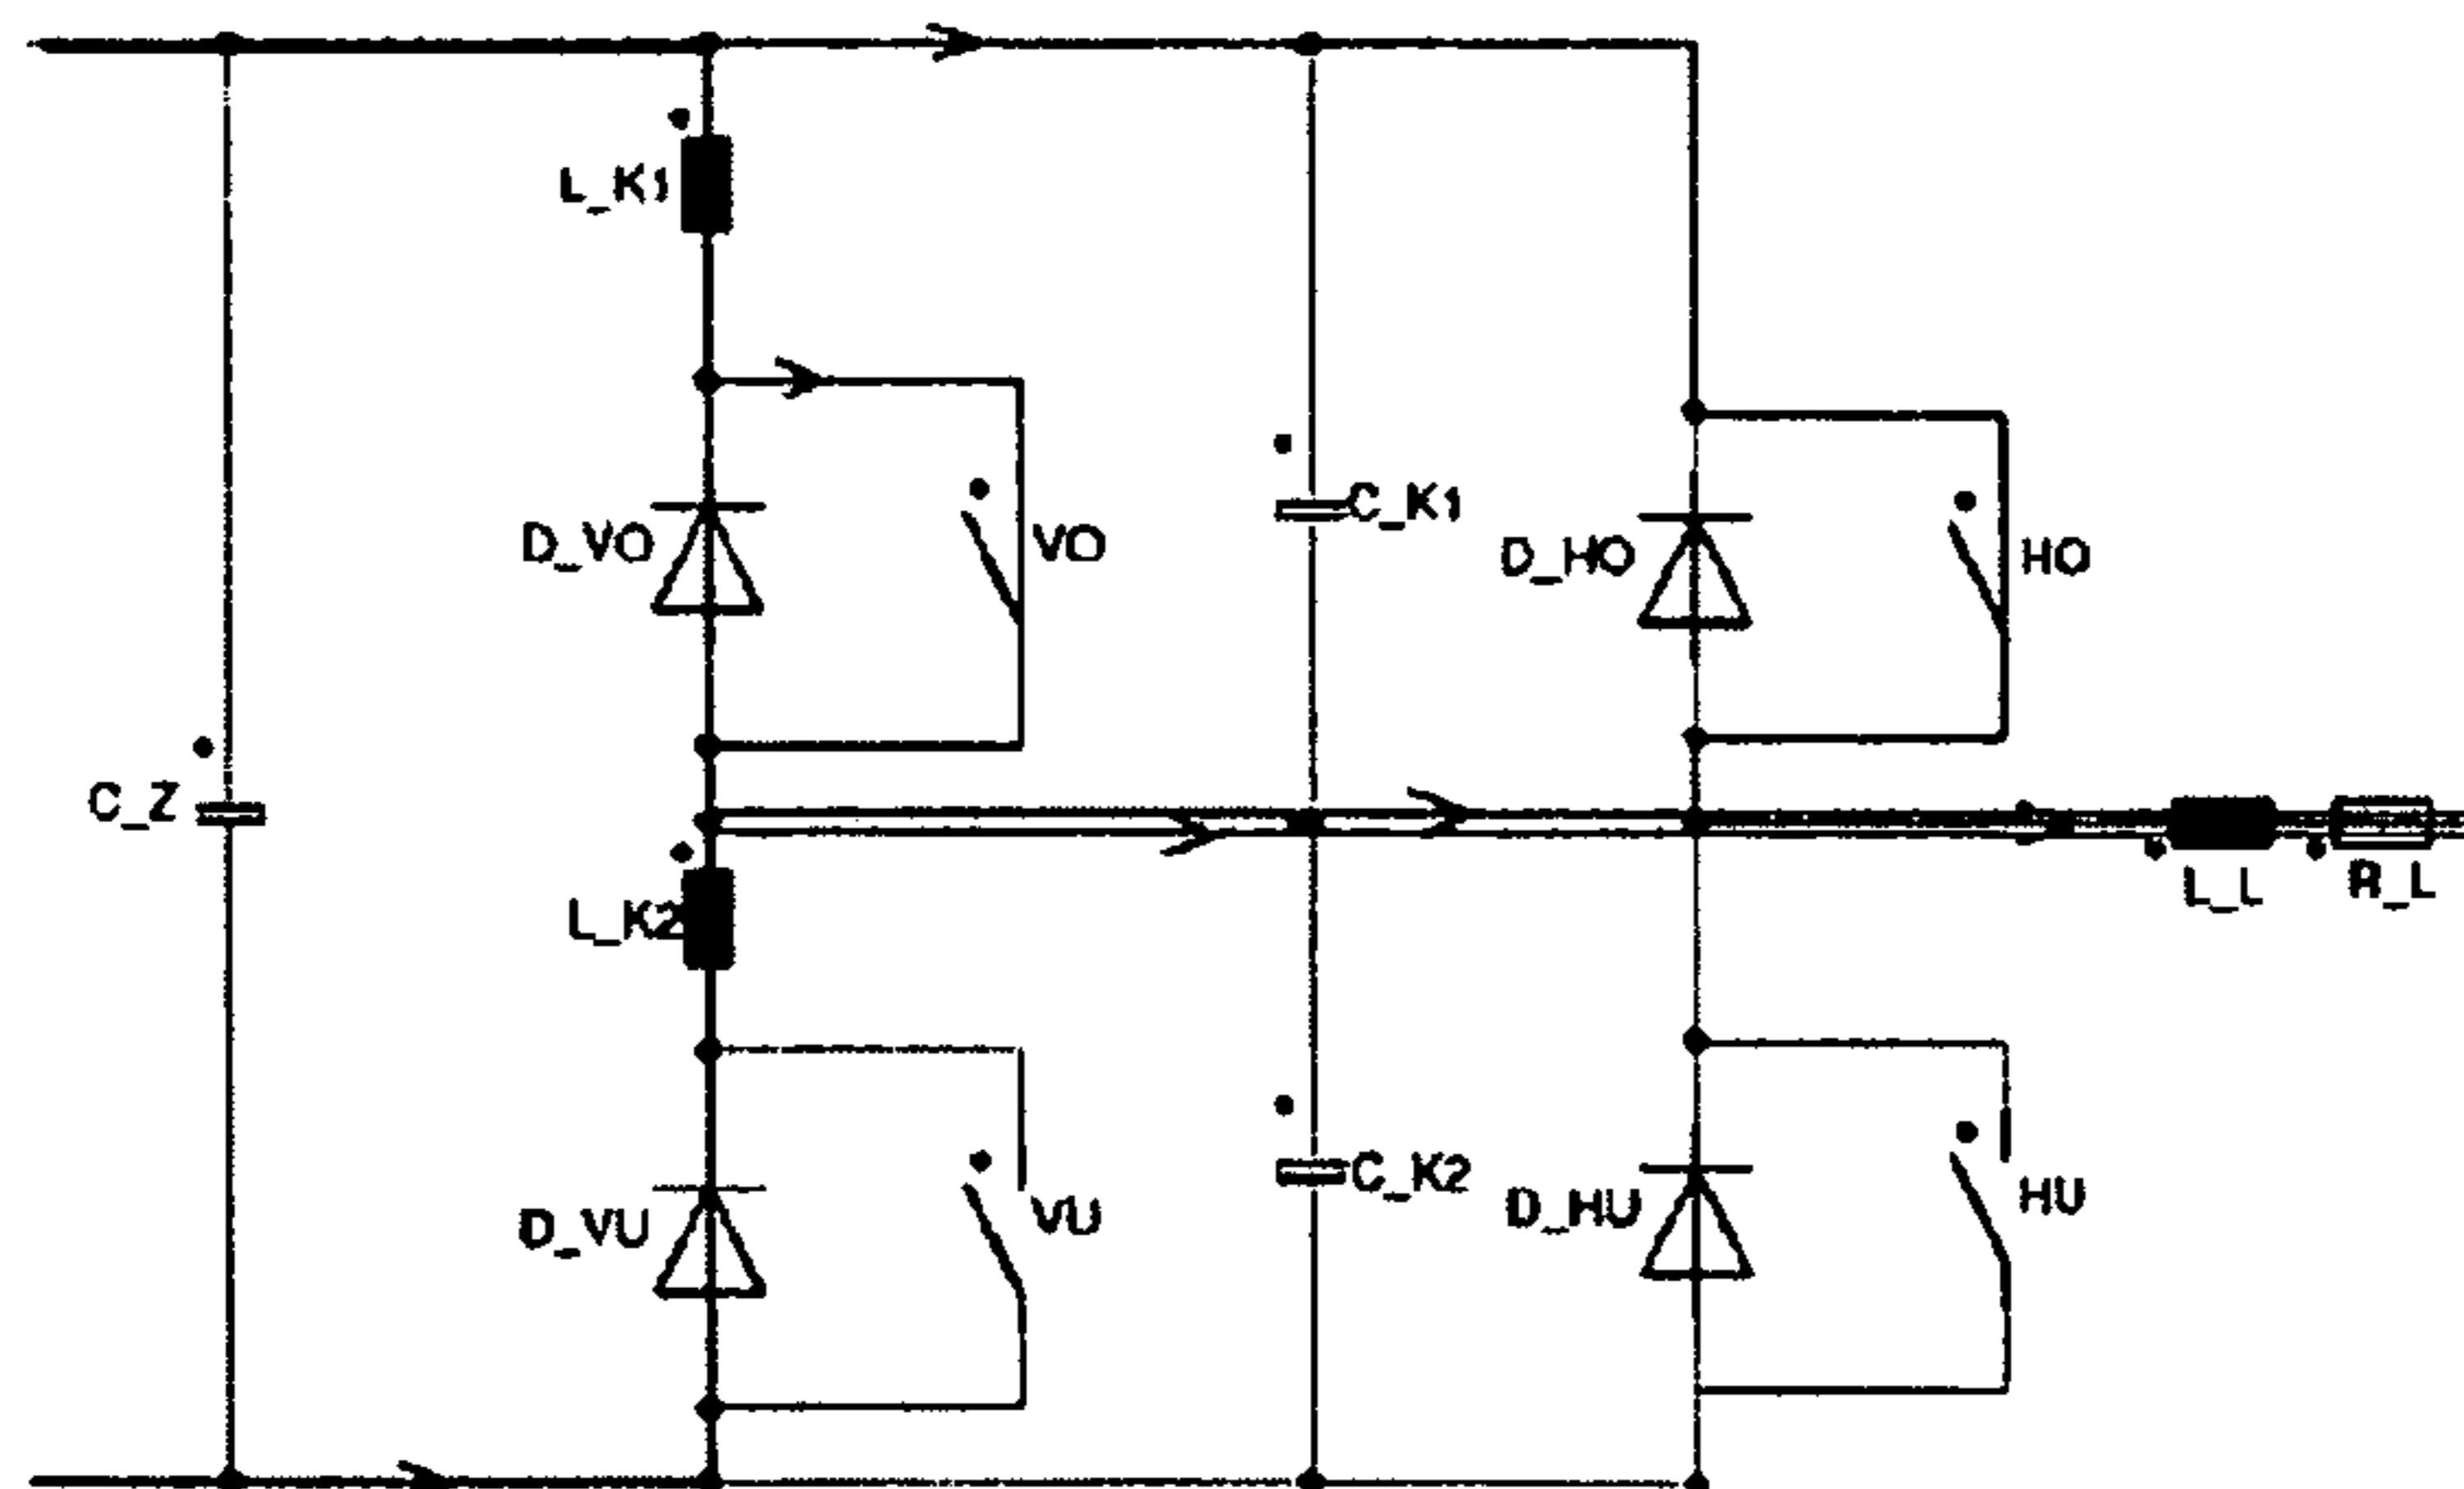 L_K1
D_VO
VO
C_K1
D_HO
HO
C_Z
L_K2
L_L
R_L
D_VU
VU
C_K2
D_HU
HU